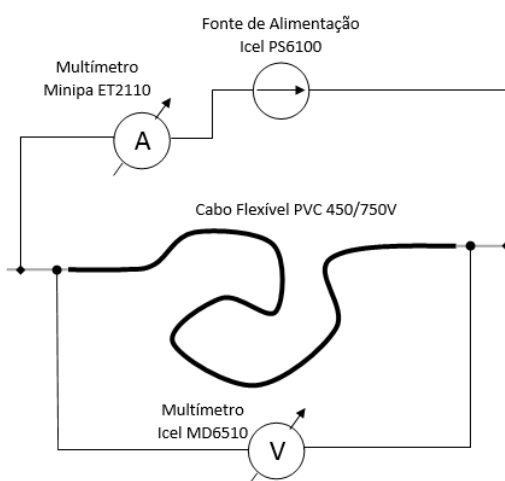 Fonte de Alimentação
Icel PS6100
Multímetro
Minipa ET2110
A
Cabo Flexível PVC 450/750V
Multímetro
Icel MD6510
V